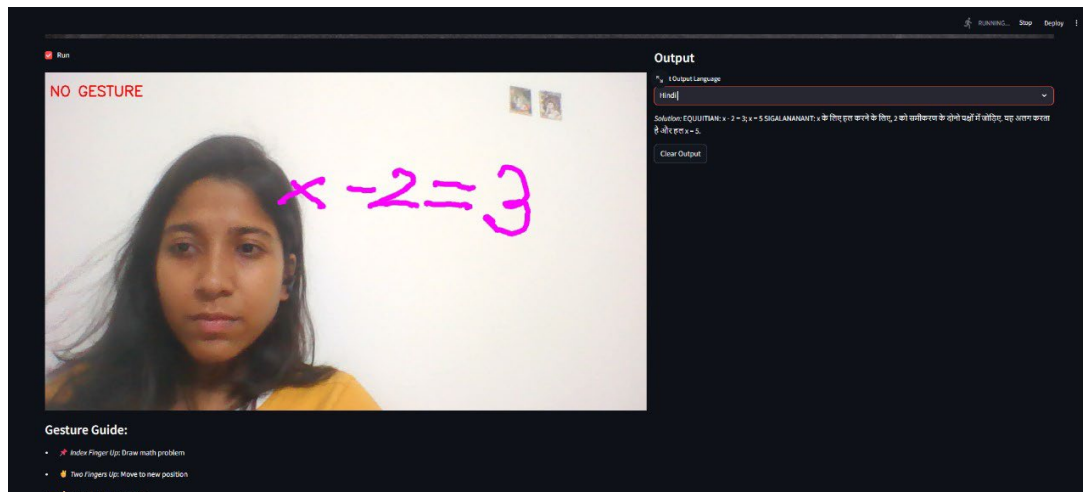 RUNNING... Stop Deploy
Run
NO GESTURE
x - 2 = 3
Output
t Output Language
Hindi
Solution: EQUUITIAN: x - 2 = 3; x = 5 SIGALANANANT: x के लिए हल करने के लिए, 2 को समीकरण के दोनों पक्षों में जोड़िए, यह अलग करता
है और हल x = 5.
Clear Output
Gesture Guide:
Index Finger Up: Draw math problem
Two Fingers Up: Move to new position